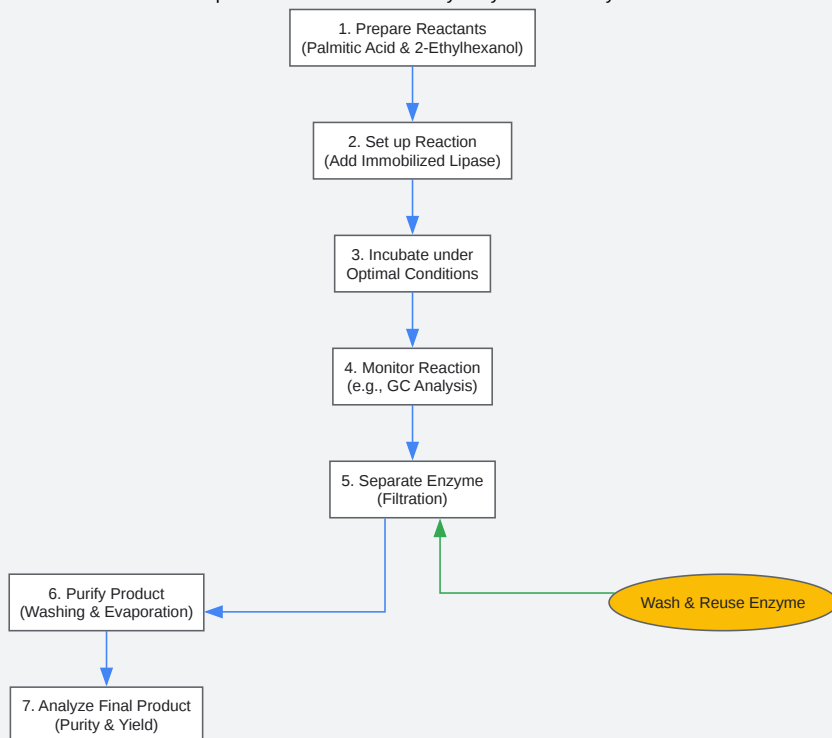 1. Prepare Reactants
(Palmitic Acid & 2-Ethylhexanol)
2. Set up Reaction
(Add Immobilized Lipase)
3. Incubate under
Optimal Conditions
4. Monitor Reaction
(e.g., GC Analysis)
5. Separate Enzyme
(Filtration)
6. Purify Product
(Washing & Evaporation)
Wash & Reuse Enzyme
7. Analyze Final Product
(Purity & Yield)